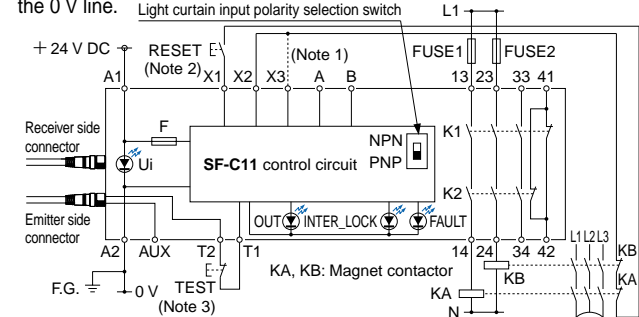 the 0 V line.
Light curtain input polarity selection switch
L1
+ 24 V DC
RESET
(Note 2)
(Note 1)
FUSE1
FUSE2
A1
X1
X2
X3
A
B
13
23
33
41
Receiver side
connector
F
Ui
SF-C11 control circuit
NPN
PNP
K1
K2
Emitter side
connector
OUT
INTER_LOCK
FAULT
A2
AUX
T2
T1
14
24
34
42
L1
L2
L3
F.G.
0 V
TEST
(Note 3)
KA, KB: Magnet contactor
KB
KA
KB
KA
N